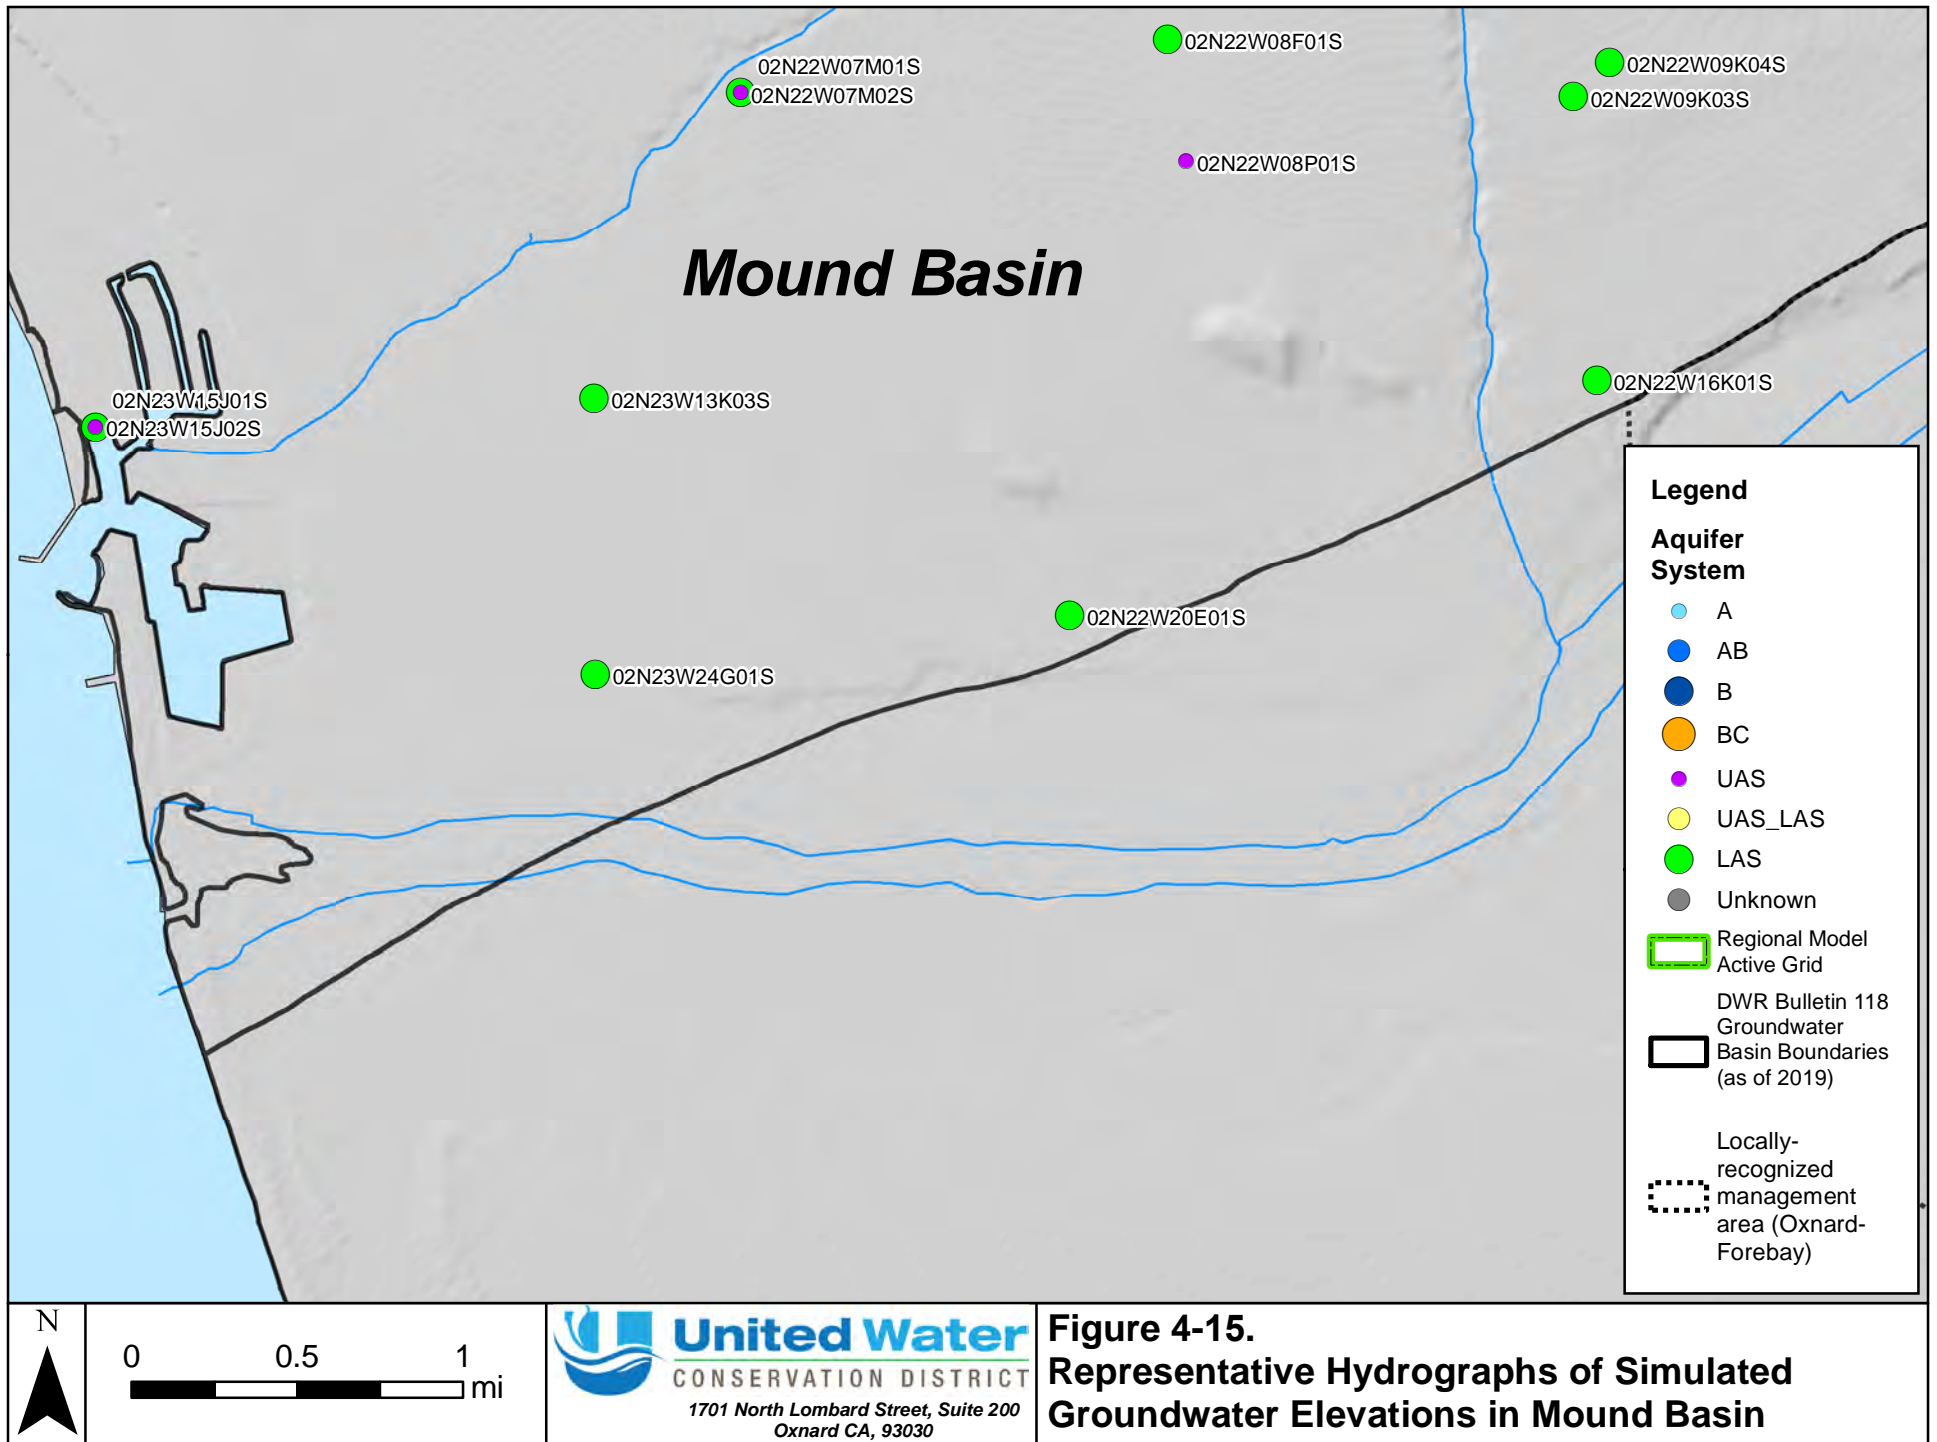 02N22W08F01S
02N22W07M01S
02N22W07M02S
02N22W09K04S
02N22W09K03S
02N22W08P01S
Mound Basin
02N22W16K01S
02N23W15J01S
02N23W15J02S
02N23W13K03S
02N22W20E01S
02N23W24G01S
Legend
Aquifer
System
A
AB
B
BC
UAS
UAS_LAS
LAS
Unknown
Regional Model
Active Grid
DWR Bulletin 118
Groundwater
Basin Boundaries
(as of 2019)
Locally-
recognized
management
area (Oxnard-
Forebay)
N
0 0.5 1
mi
United Water
CONSERVATION DISTRICT
1701 North Lombard Street, Suite 200
Oxnard CA, 93030
Figure 4-15.
Representative Hydrographs of Simulated
Groundwater Elevations in Mound Basin